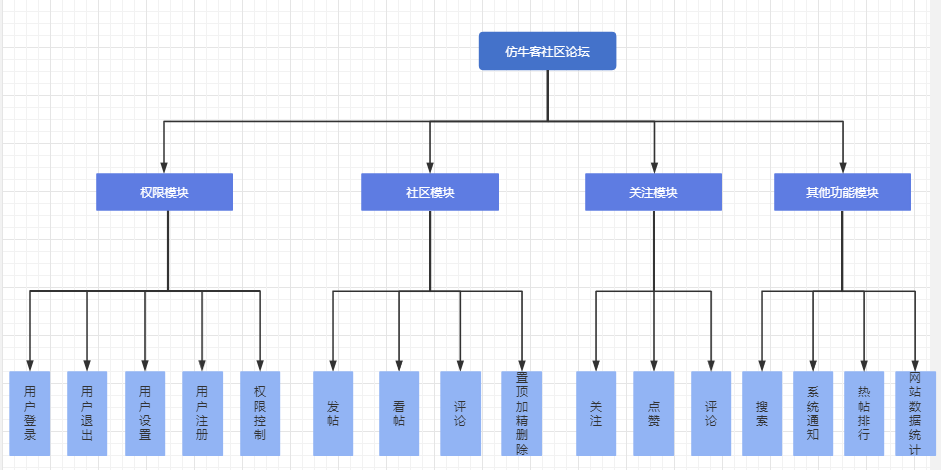 仿牛客社区论坛
权限模块
社区模块
关注模块
其他功能模块
用户登录
用户退出
用户设置
用户注册
权限控制
发帖
看帖
评论
置顶加精删除
关注
点赞
评论
搜索
系统通知
热帖排行
网站数据统计